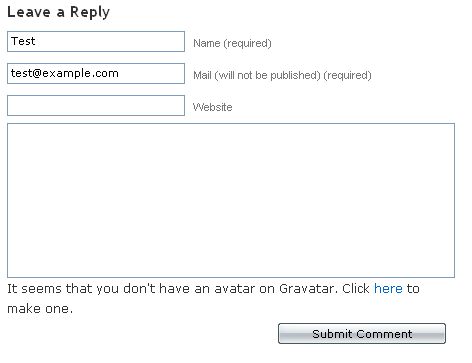 Leave a Reply
Test Name (required)
test@example.com Mail (will not be published) (required)
Website
It seems that you don't have an avatar on Gravatar. Click here to
make one.
Submit Comment